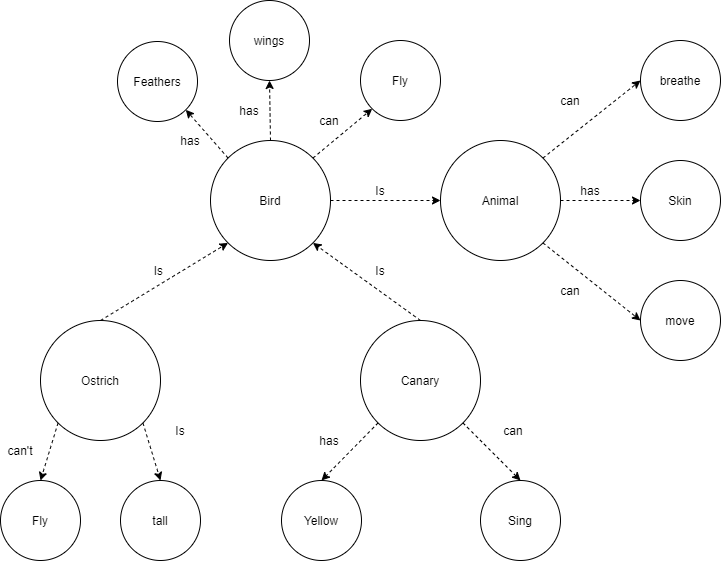 wings
Feathers
Fly
breathe
has
can
can
has
Bird
Is
Animal
has
Skin
Is
Is
can
move
Ostrich
Canary
can't
Is
has
can
Fly
tall
Yellow
Sing